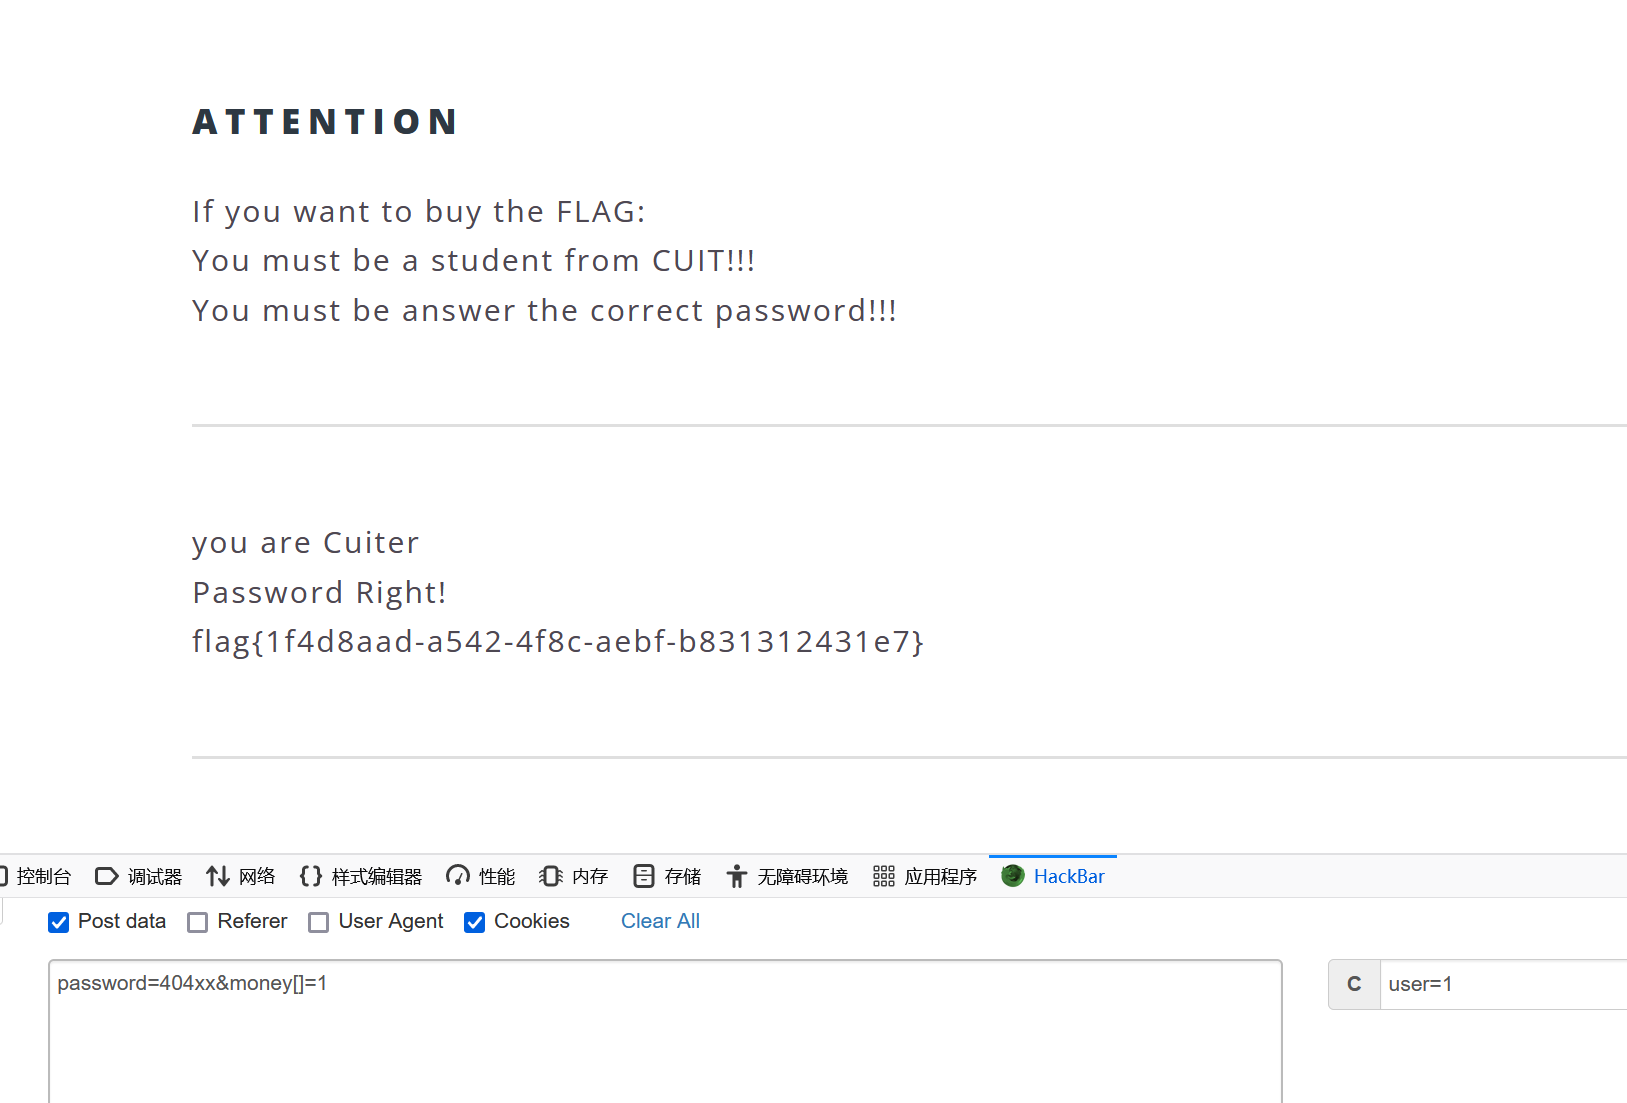 ATTENTION
If you want to buy the FLAG:
You must be a student from CUIT!!!
You must be answer the correct password!!!
you are Cuiter
Password Right!
flag{1f4d8aad-a542-4f8c-aebf-b831312431e7}
控制台 调试器 网络 样式编辑器 性能 内存 存储 无障碍环境 应用程序 HackBar
Post data Referer User Agent Cookies Clear All
password=404xx&money[]=1 C user=1